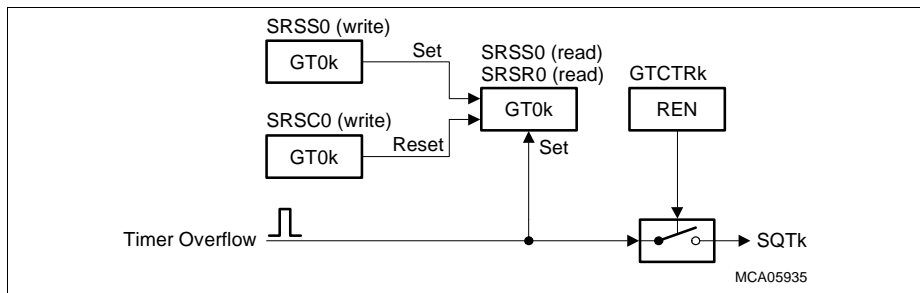 SRSS0 (write)
GT0k
Set
SRSS0 (read)
SRSR0 (read)
GT0k
GTCTRk
REN
SRSC0 (write)
GT0k
Reset
Set
Timer Overflow
SQTk
MCA05935